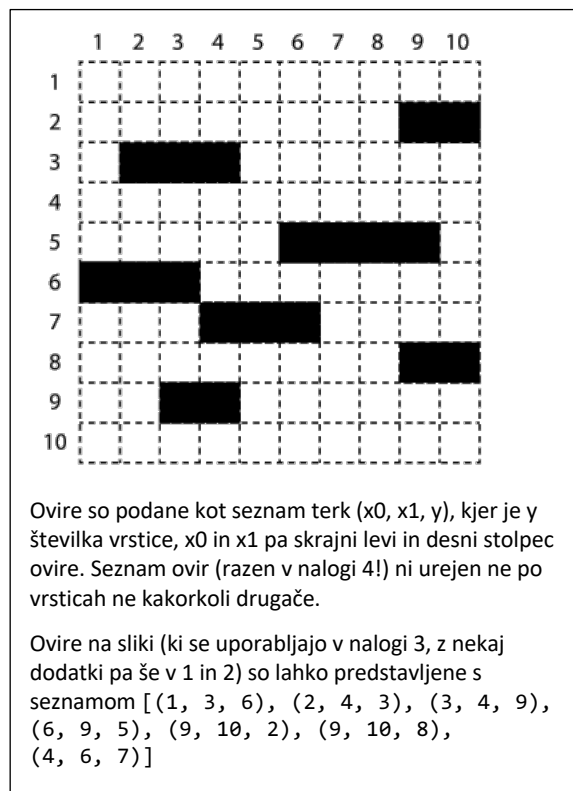 1 2 3 4 5 6 7 8 9 10
1
2
3
4
5
6
7
8
9
10
Ovire so podane kot seznam terk (x0, x1, y), kjer je y
številka vrstice, x0 in x1 pa skrajni levi in desni stolpec
ovire. Seznam ovir (razen v nalogi 4!) ni urejen ne po
vrsticah ne kakorkoli drugače.
Ovire na sliki (ki se uporabljajo v nalogi 3, z nekaj
dodatki pa še v 1 in 2) so lahko predstavljene s
seznamom [(1, 3, 6), (2, 4, 3), (3, 4, 9),
(6, 9, 5), (9, 10, 2), (9, 10, 8),
(4, 6, 7)]